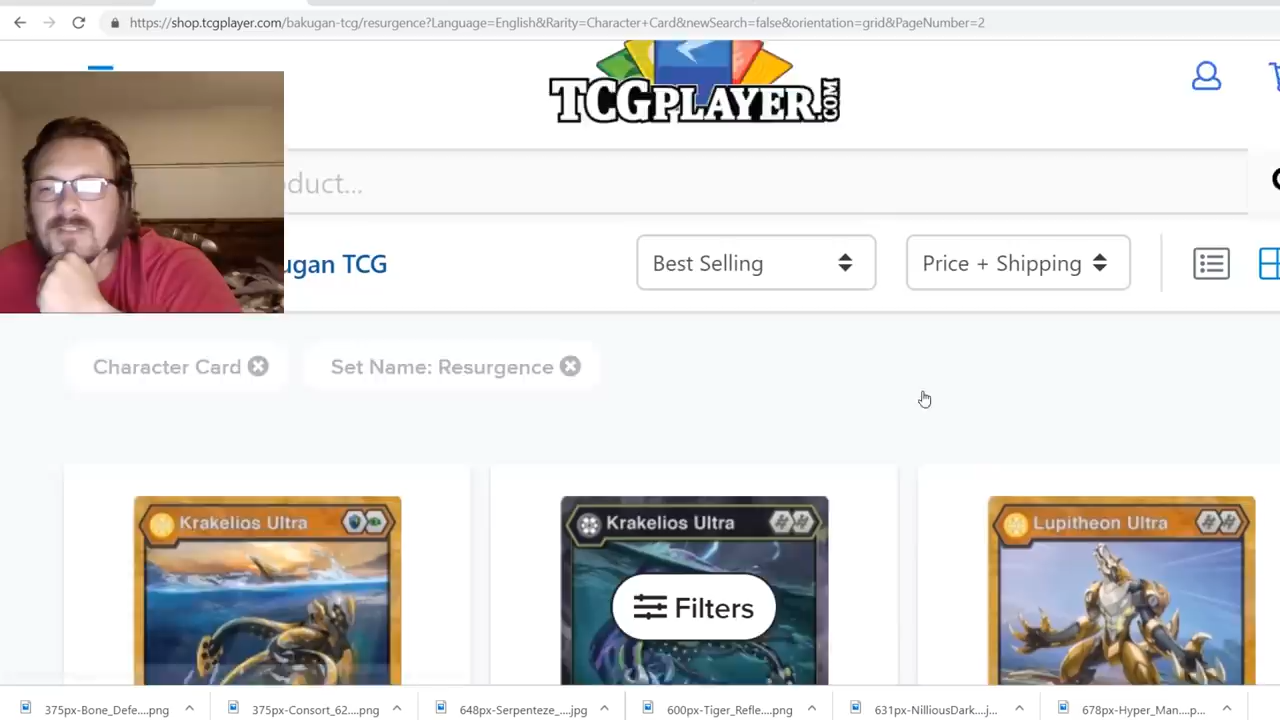 https://shop.tcgplayer.com/bakugan-tcg/resurgence?Language=English&Rarity=Character+Card&newSearch=false&orientation=grid&PageNumber=2
TCGPLAYER.COM
oduct...
ugan TCG
Best Selling
Price + Shipping
Character Card
Set Name: Resurgence
Krakelios Ultra
Krakelios Ultra
Lupitheon Ultra
Filters
375px-Bone_Defe....png
375px-Consort_62....png
648px-Serpenteze_....jpg
600px-Tiger_Refle....png
631px-NilliousDark....j...
678px-Hyper_Man....p...